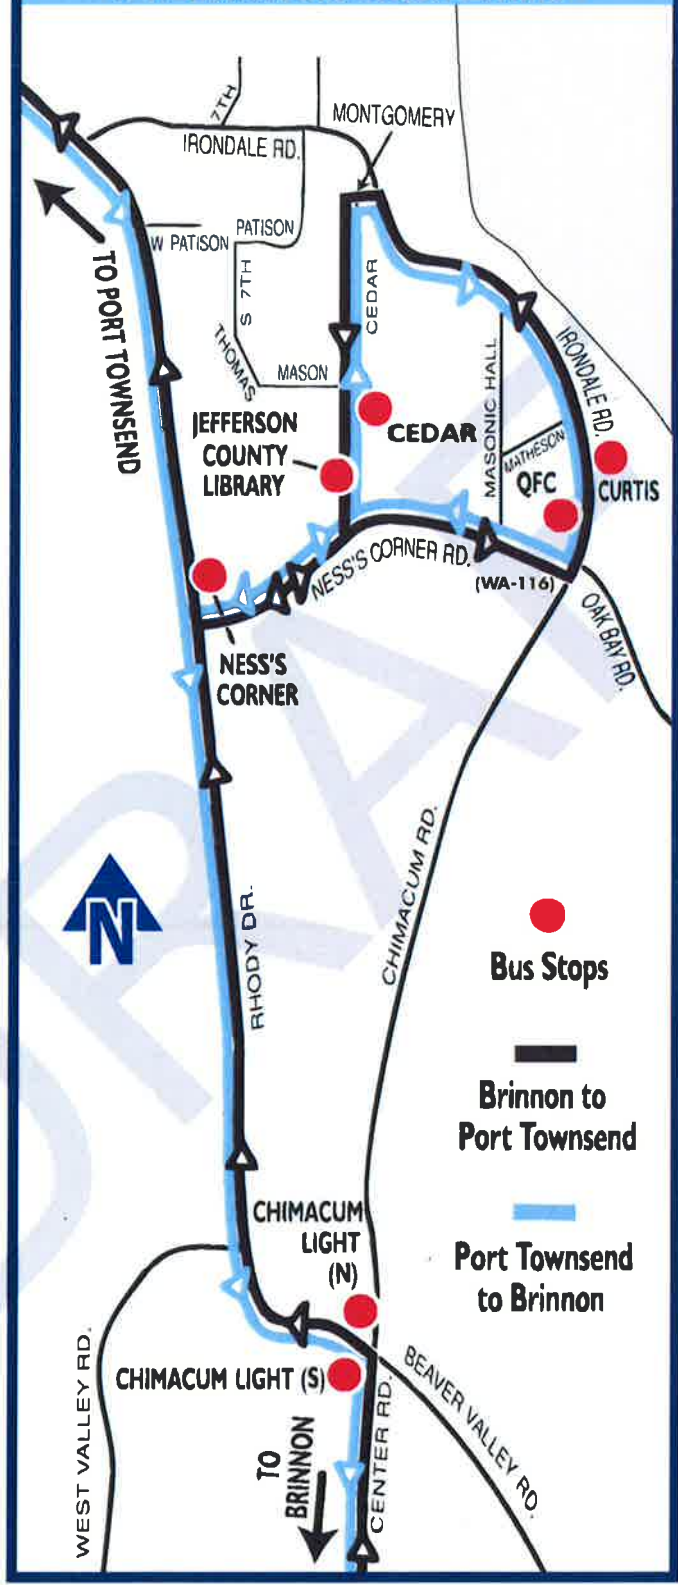 7TH
MONTGOMERY
IRONDALE RD.
PATISON
W PATISON
TO PORT TOWNSEND
S 7TH
CEDAR
THOMAS
MASON
IRONDALE RD.
MASONIC HALL
MATHESON
JEFFERSON
COUNTY
LIBRARY
CEDAR
QFC
CURTIS
NESS'S CORNER RD.
(WA-116)
OAK BAY RD.
NESS'S
CORNER
CHIMACUM RD.
RHODY DR.
N
Bus Stops
Brinnon to
Port Townsend
Port Townsend
to Brinnon
CHIMACUM
LIGHT
(N)
CHIMACUM LIGHT (S)
WEST VALLEY RD.
BEAVER VALLEY RD.
CENTER RD.
TO
BRINNON
DRAFT